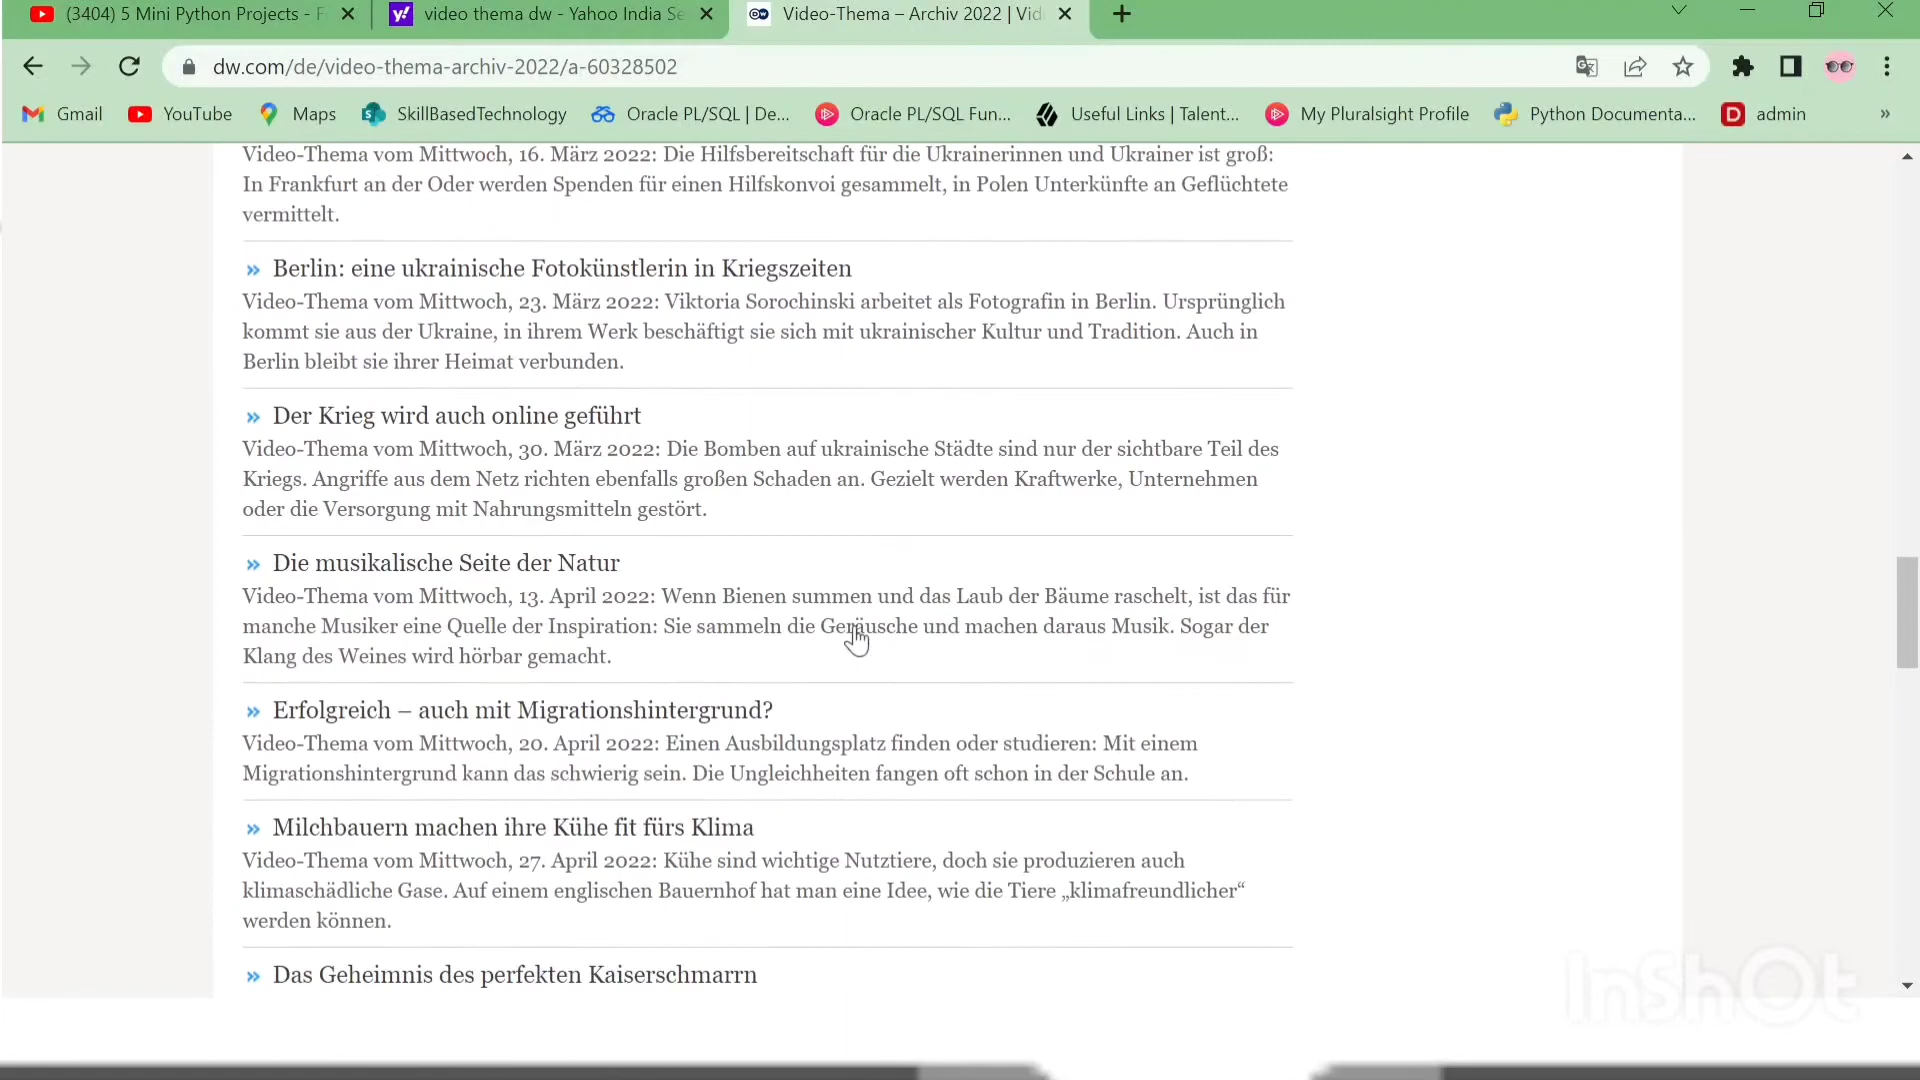 (3404) 5 Mini Python Projects - F
video thema dw - Yahoo India Se
Video-Thema – Archiv 2022 | Vid
dw.com/de/video-thema-archiv-2022/a-60328502
Gmail
YouTube
Maps
SkillBasedTechnology
Oracle PL/SQL | De...
Oracle PL/SQL Fun...
Useful Links | Talent...
My Pluralsight Profile
Python Documenta...
admin
»
Video-Thema vom Mittwoch, 16. März 2022: Die Hilfsbereitschaft für die Ukrainerinnen und Ukrainer ist groß:
In Frankfurt an der Oder werden Spenden für einen Hilfskonvoi gesammelt, in Polen Unterkünfte an Geflüchtete
vermittelt.
» Berlin: eine ukrainische Fotokünstlerin in Kriegszeiten
Video-Thema vom Mittwoch, 23. März 2022: Viktoria Sorochinski arbeitet als Fotografin in Berlin. Ursprünglich
kommt sie aus der Ukraine, in ihrem Werk beschäftigt sie sich mit ukrainischer Kultur und Tradition. Auch in
Berlin bleibt sie ihrer Heimat verbunden.
» Der Krieg wird auch online geführt
Video-Thema vom Mittwoch, 30. März 2022: Die Bomben auf ukrainische Städte sind nur der sichtbare Teil des
Kriegs. Angriffe aus dem Netz richten ebenfalls großen Schaden an. Gezielt werden Kraftwerke, Unternehmen
oder die Versorgung mit Nahrungsmitteln gestört.
» Die musikalische Seite der Natur
Video-Thema vom Mittwoch, 13. April 2022: Wenn Bienen summen und das Laub der Bäume raschelt, ist das für
manche Musiker eine Quelle der Inspiration: Sie sammeln die Geräusche und machen daraus Musik. Sogar der
Klang des Weines wird hörbar gemacht.
» Erfolgreich – auch mit Migrationshintergrund?
Video-Thema vom Mittwoch, 20. April 2022: Einen Ausbildungsplatz finden oder studieren: Mit einem
Migrationshintergrund kann das schwierig sein. Die Ungleichheiten fangen oft schon in der Schule an.
» Milchbauern machen ihre Kühe fit fürs Klima
Video-Thema vom Mittwoch, 27. April 2022: Kühe sind wichtige Nutztiere, doch sie produzieren auch
klimaschädliche Gase. Auf einem englischen Bauernhof hat man eine Idee, wie die Tiere „klimafreundlicher“
werden können.
» Das Geheimnis des perfekten Kaiserschmarrn
InShOt